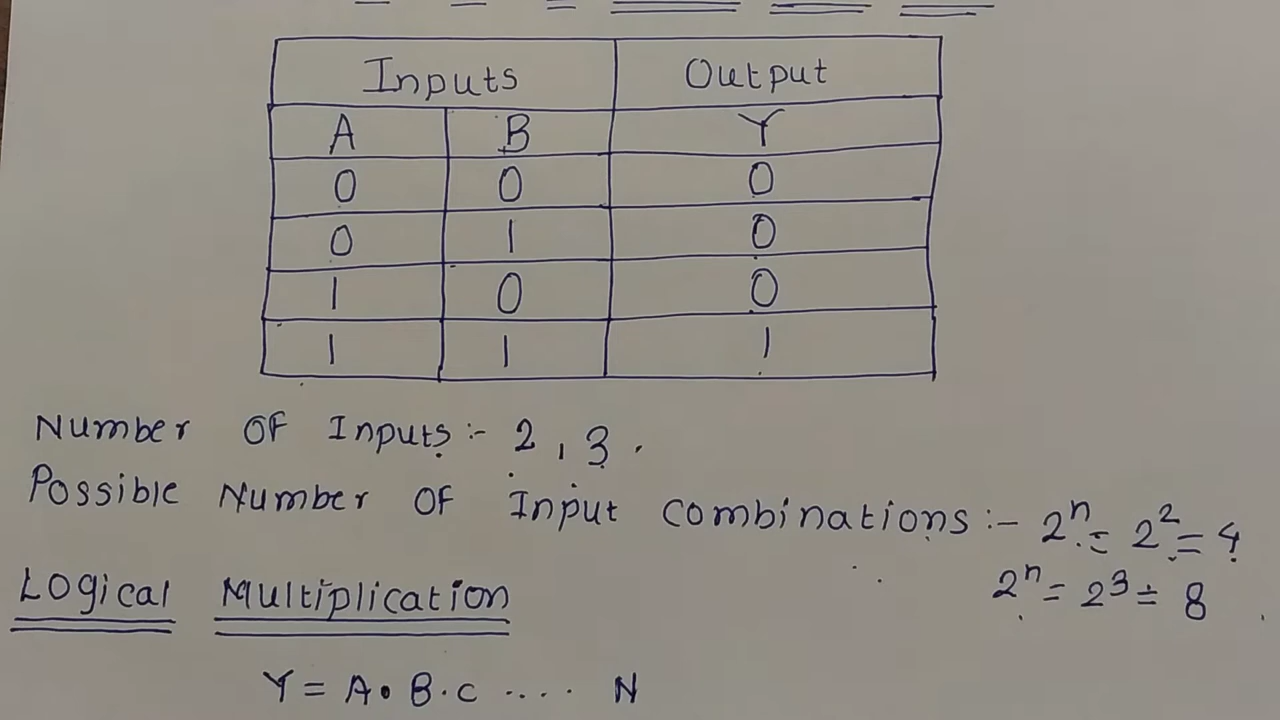 Inputs Output
A B Y
0 0 0
0 1 0
1 0 0
1 1 1
Number OF Inputs :- 2, 3.
Possible Number OF Input Combinations :- 2ⁿ = 2² = 4
2ⁿ = 2³ = 8
Logical Multiplication
Y = A • B . C .... N